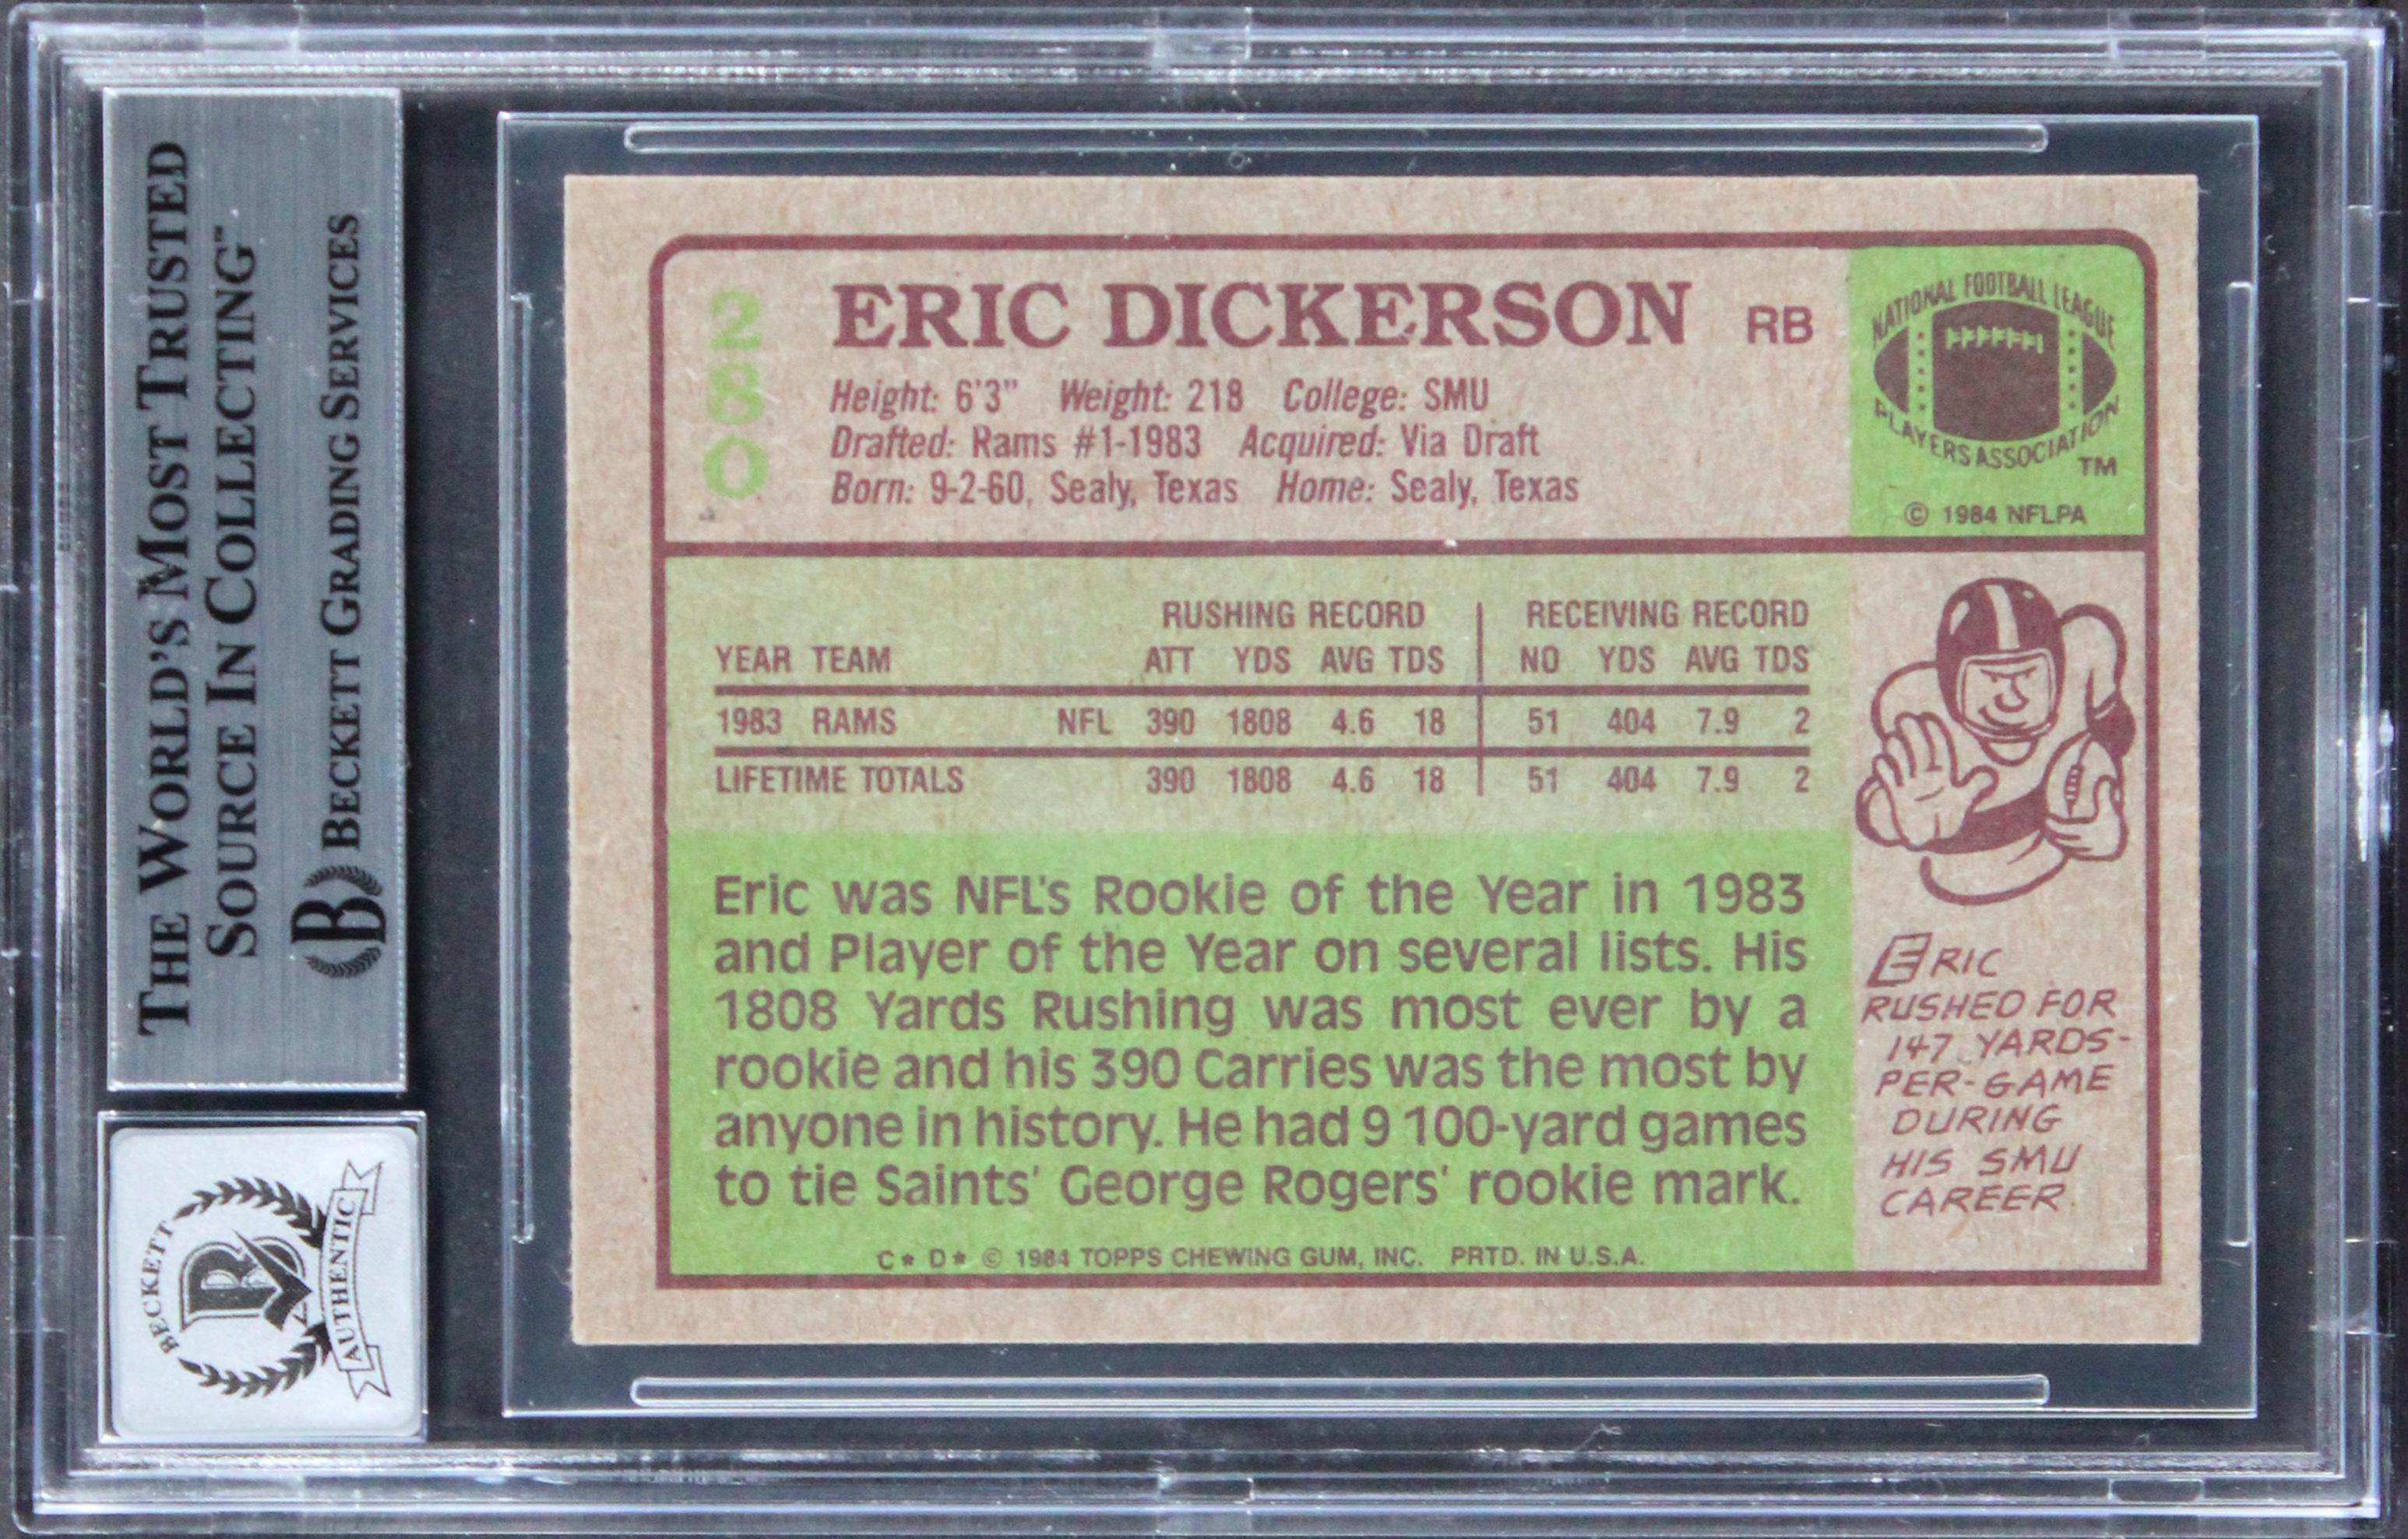 THE WORLD'S MOST TRUSTED
SOURCE IN COLLECTING™
BECKETT GRADING SERVICES
B
BECKETT
B
AUTHENTIC
280
ERIC DICKERSON RB
Height: 6'3" Weight: 218 College: SMU
Drafted: Rams #1-1983 Acquired: Via Draft
Born: 9-2-60, Sealy, Texas Home: Sealy, Texas
NATIONAL FOOTBALL LEAGUE
PLAYERS ASSOCIATION
TM
© 1984 NFLPA
RUSHING RECORD RECEIVING RECORD
YEAR TEAM ATT YDS AVG TDS NO YDS AVG TDS
1983 RAMS NFL 390 1808 4.6 18 51 404 7.9 2
LIFETIME TOTALS 390 1808 4.6 18 51 404 7.9 2
Eric was NFL's Rookie of the Year in 1983
and Player of the Year on several lists. His
1808 Yards Rushing was most ever by a
rookie and his 390 Carries was the most by
anyone in history. He had 9 100-yard games
to tie Saints' George Rogers' rookie mark.
C* D* © 1984 TOPPS CHEWING GUM, INC. PRTD. IN U.S.A.
ERIC
RUSHED FOR
147 YARDS-
PER-GAME
DURING
HIS SMU
CAREER.